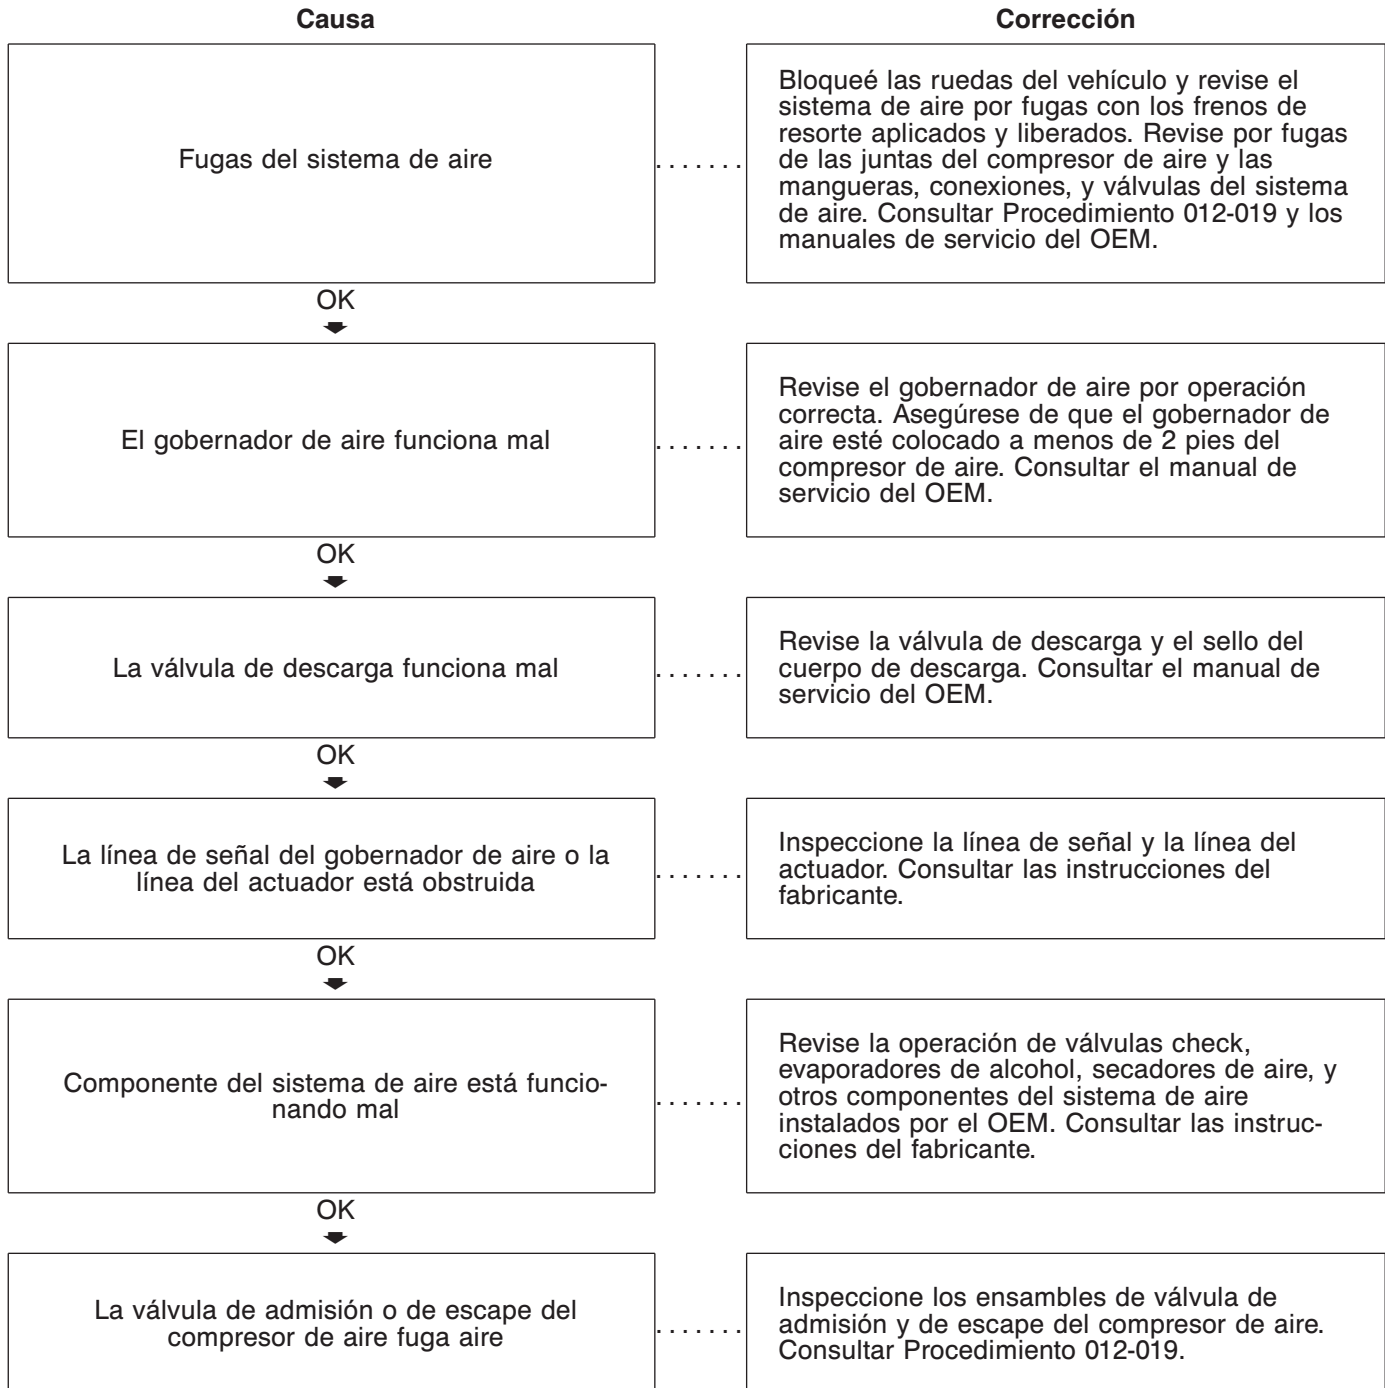 Causa
Corrección
Fugas del sistema de aire
.......
Bloqueé las ruedas del vehículo y revise el
sistema de aire por fugas con los frenos de
resorte aplicados y liberados. Revise por fugas
de las juntas del compresor de aire y las
mangueras, conexiones, y válvulas del sistema
de aire. Consultar Procedimiento 012-019 y los
manuales de servicio del OEM.
OK
El gobernador de aire funciona mal
.......
Revise el gobernador de aire por operación
correcta. Asegúrese de que el gobernador de
aire esté colocado a menos de 2 pies del
compresor de aire. Consultar el manual de
servicio del OEM.
OK
La válvula de descarga funciona mal
.......
Revise la válvula de descarga y el sello del
cuerpo de descarga. Consultar el manual de
servicio del OEM.
OK
La línea de señal del gobernador de aire o la
línea del actuador está obstruida
.......
Inspeccione la línea de señal y la línea del
actuador. Consultar las instrucciones del
fabricante.
OK
Componente del sistema de aire está funcio-
nando mal
.......
Revise la operación de válvulas check,
evaporadores de alcohol, secadores de aire, y
otros componentes del sistema de aire
instalados por el OEM. Consultar las instruc-
ciones del fabricante.
OK
La válvula de admisión o de escape del
compresor de aire fuga aire
.......
Inspeccione los ensambles de válvula de
admisión y de escape del compresor de aire.
Consultar Procedimiento 012-019.